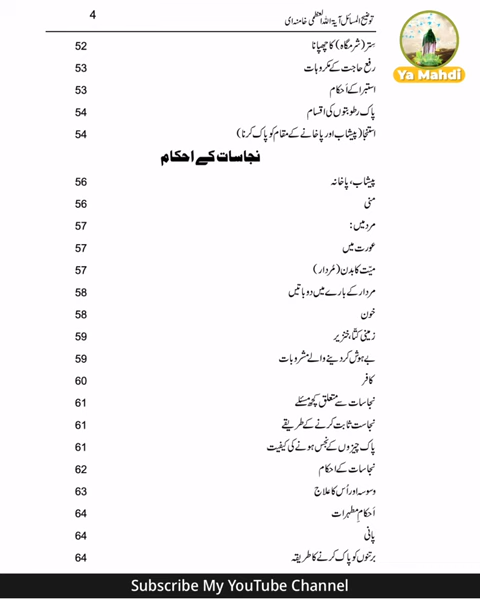 توضیح المسائل آیۃ اللہ العظمیٰ خامنہ ای 4
Ya Mahdi
ستر (شرمگاہ) کا چھپانا 52
رفع حاجت کے مکروہات 53
استبرا کے اَحکام 53
پاک رطوبتوں کی اقسام 54
استنجا (پیشاب اور پاخانے کے مقام کو پاک کرنا) 54
نجاسات کے احکام
پیشاب، پاخانہ 56
منی 56
مرد میں: 57
عورت میں 57
میّت کا بدن (مُردار) 57
مردار کے بارے میں دو باتیں 58
خون 58
زمینی کتّا، خنزیر 59
بے ہوش کر دینے والے مشروبات 59
کافر 60
نجاسات سے متعلق کچھ مسئلے 61
نجاست ثابت کرنے کے طریقے 61
پاک چیزوں کے نجس ہونے کی کیفیت 61
نجاسات کے احکام 62
وسوسہ اور اُس کا علاج 63
اَحکامِ مطہرات 64
پانی 64
برتنوں کو پاک کرنے کا طریقہ 64
Subscribe My YouTube Channel